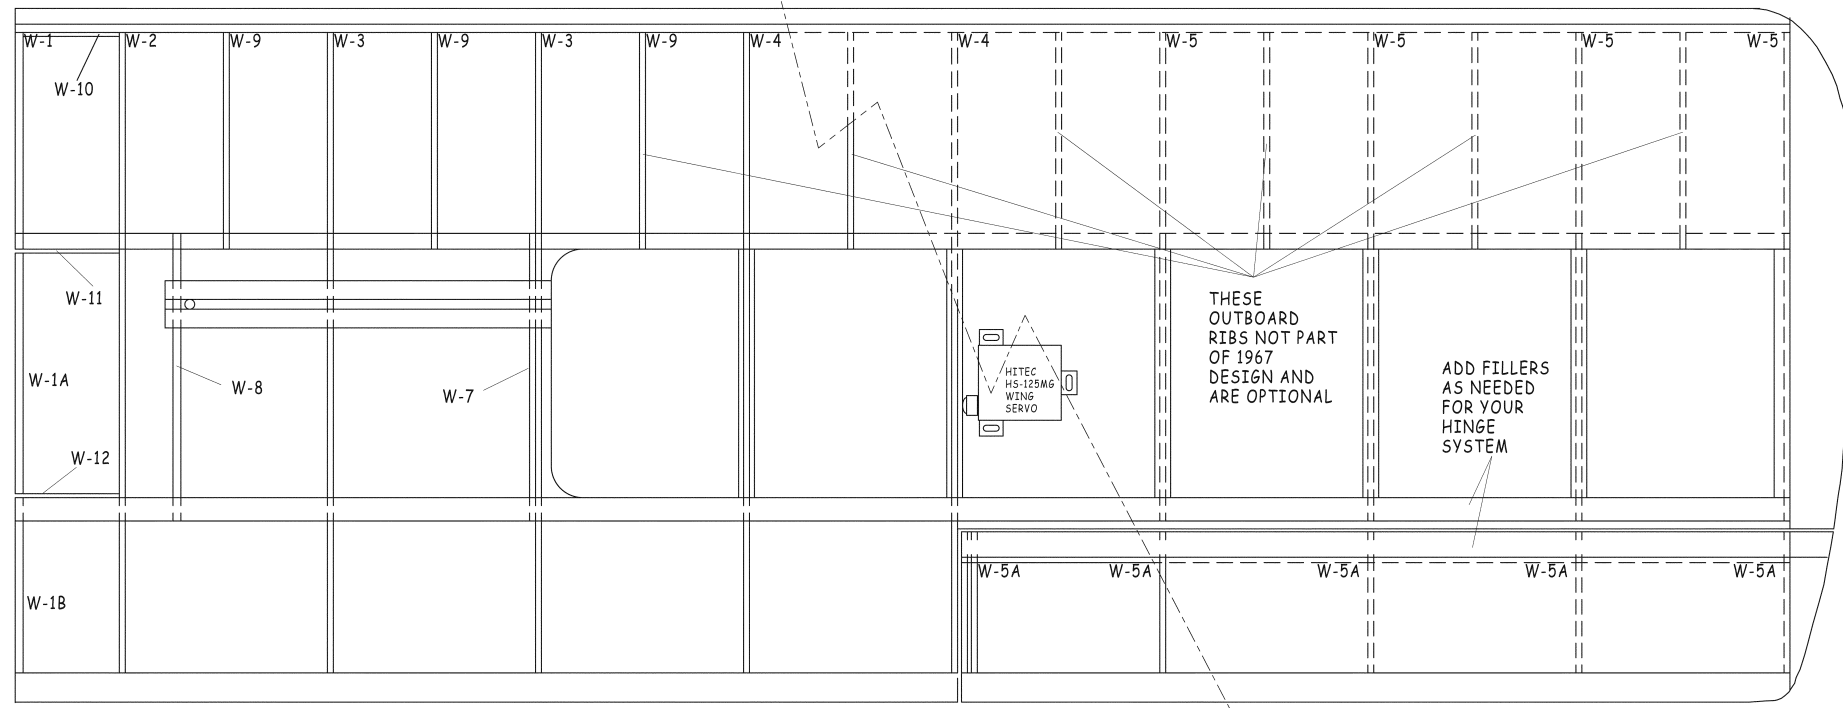 W-1 W-2 W-9 W-3 W-9 W-3 W-9 W-4 W-4 W-5 W-5 W-5 W-5
W-10
W-11
THESE
OUTBOARD
RIBS NOT PART
OF 1967
DESIGN AND
ARE OPTIONAL
W-1A
W-8
W-7
HITEC
HS-125MG
WING
SERVO
ADD FILLERS
AS NEEDED
FOR YOUR
HINGE
SYSTEM
W-12
W-5A W-5A W-5A W-5A W-5A
W-1B